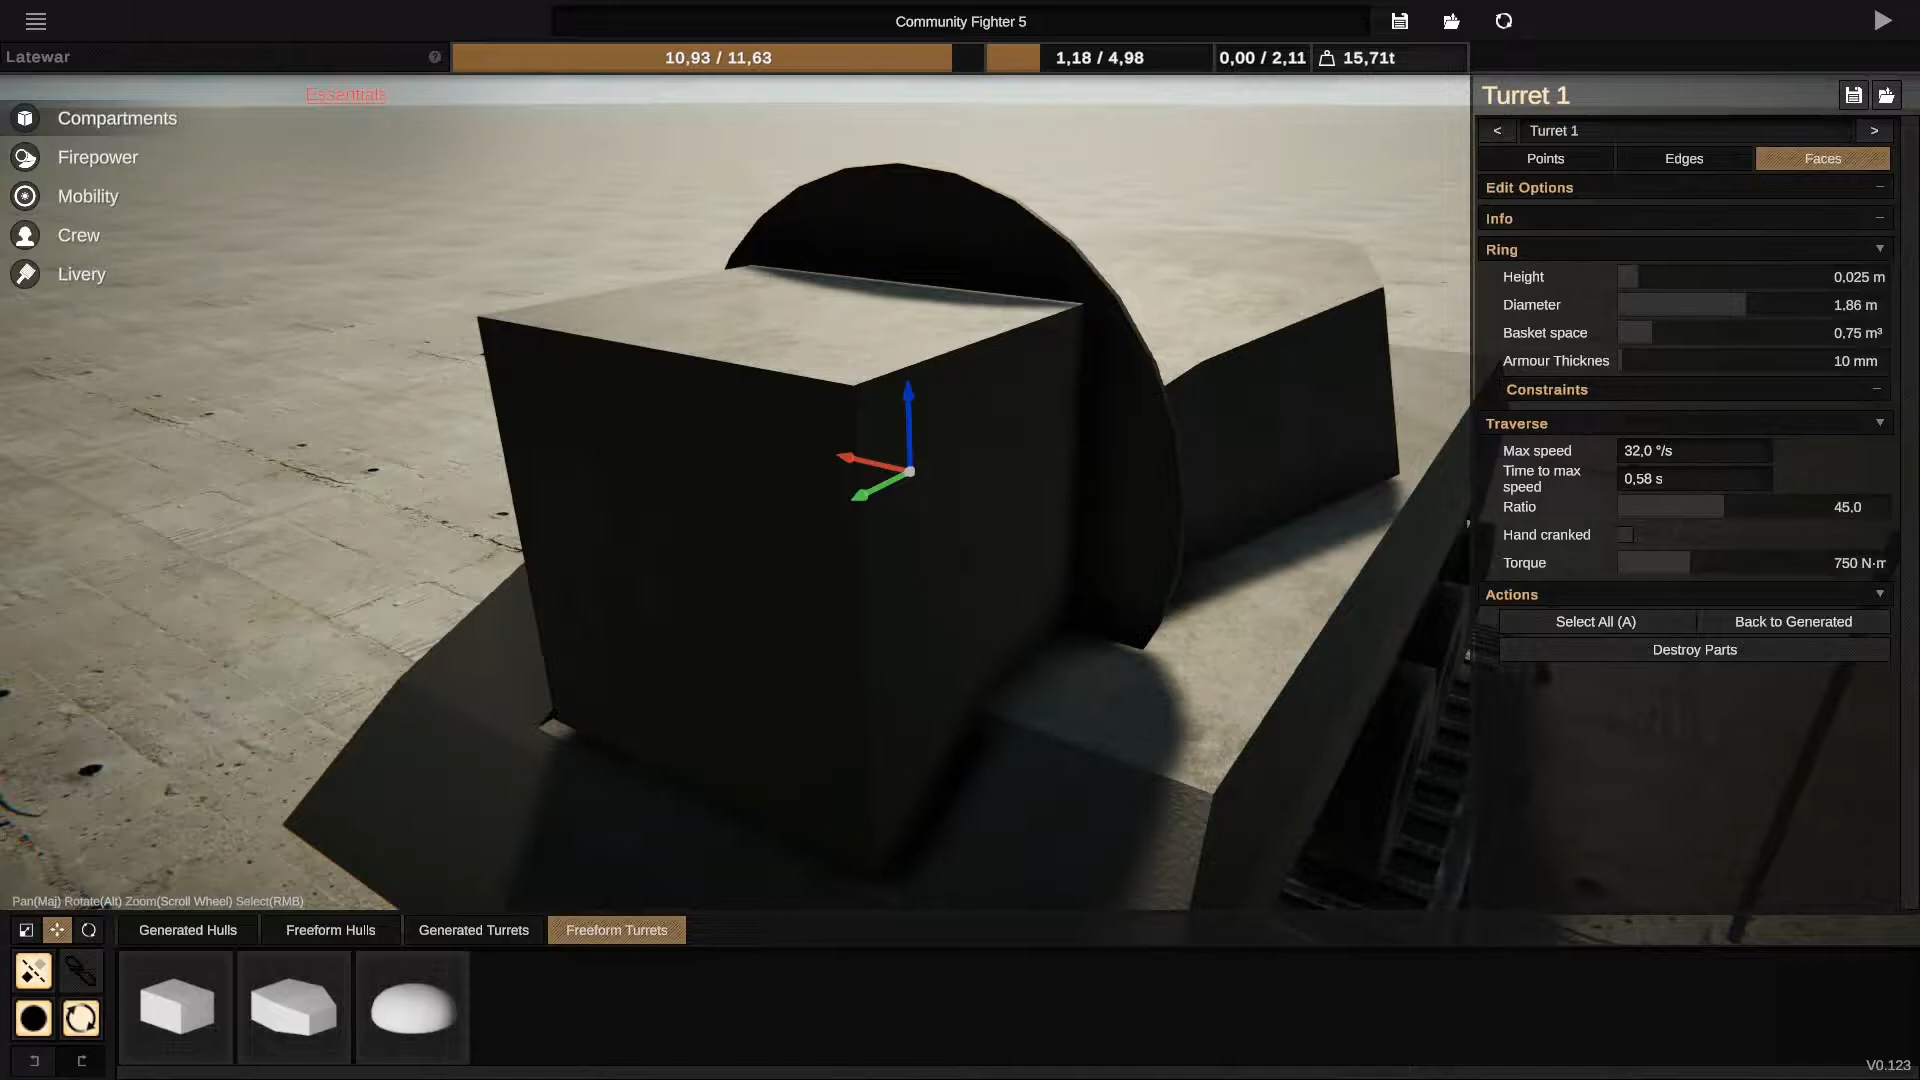 Community Fighter 5
Latewar
10,93 / 11,63
1,18 / 4,98
0,00 / 2,11
15,71t
Essentials
Compartments
Firepower
Mobility
Crew
Livery
Turret 1
< Turret 1 >
Points Edges Faces
Edit Options
Info
Ring
Height 0,025 m
Diameter 1,86 m
Basket space 0,75 m³
Armour Thicknes 10 mm
Constraints
Traverse
Max speed 32,0 °/s
Time to max speed 0,58 s
Ratio 45,0
Hand cranked
Torque 750 N·m
Actions
Select All (A) Back to Generated
Destroy Parts
Pan(Maj) Rotate(Alt) Zoom(Scroll Wheel) Select(RMB)
Generated Hulls Freeform Hulls Generated Turrets Freeform Turrets
V0.123